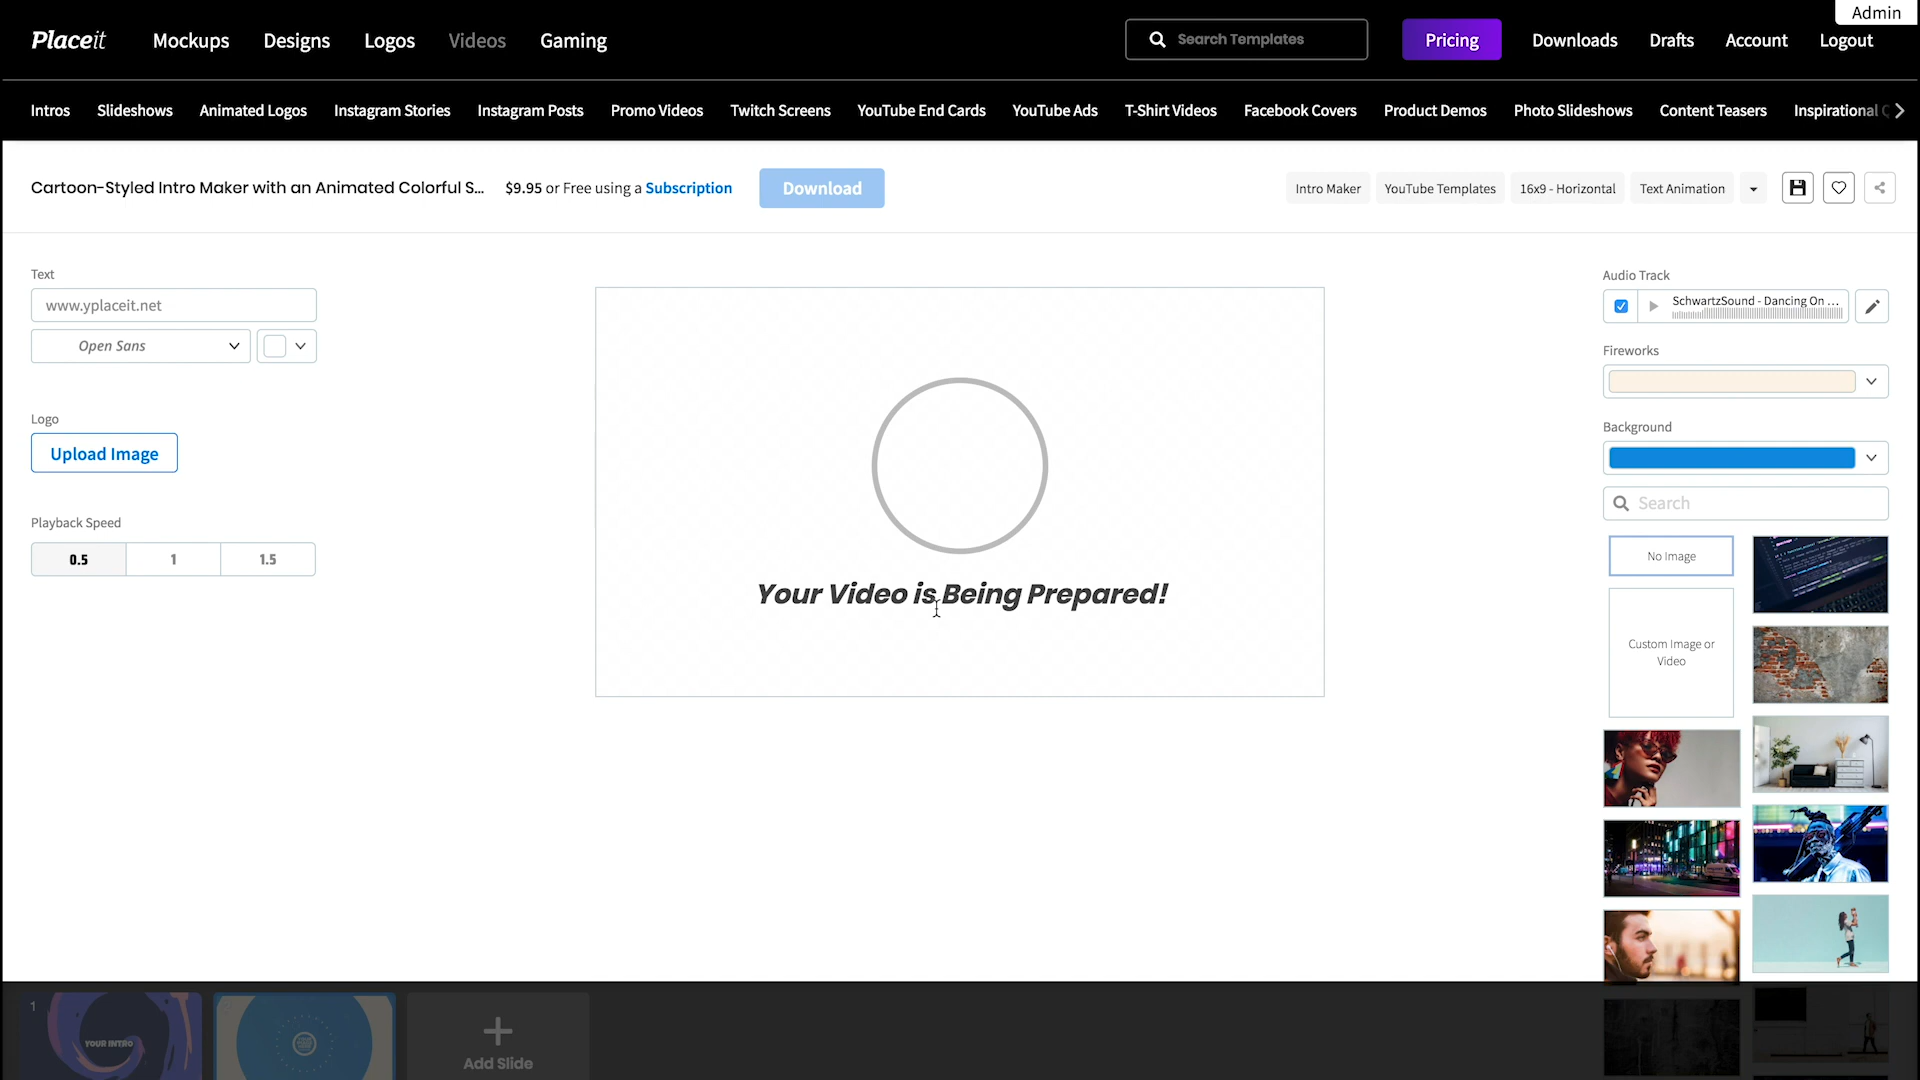 Admin
Placeit
Mockups
Designs
Logos
Videos
Gaming
Search Templates
Pricing
Downloads
Drafts
Account
Logout
Intros
Slideshows
Animated Logos
Instagram Stories
Instagram Posts
Promo Videos
Twitch Screens
YouTube End Cards
YouTube Ads
T-Shirt Videos
Facebook Covers
Product Demos
Photo Slideshows
Content Teasers
Inspirational
Cartoon-Styled Intro Maker with an Animated Colorful S...
$9.95 or Free using a Subscription
Download
Intro Maker
YouTube Templates
16x9 - Horizontal
Text Animation
Text
www.yplaceit.net
Open Sans
Logo
Upload Image
Playback Speed
0.5
1
1.5
Your Video is Being Prepared!
Audio Track
SchwartzSound - Dancing On ...
Fireworks
Background
Search
No Image
Custom Image or
Video
1
YOUR INTRO
Add Slide